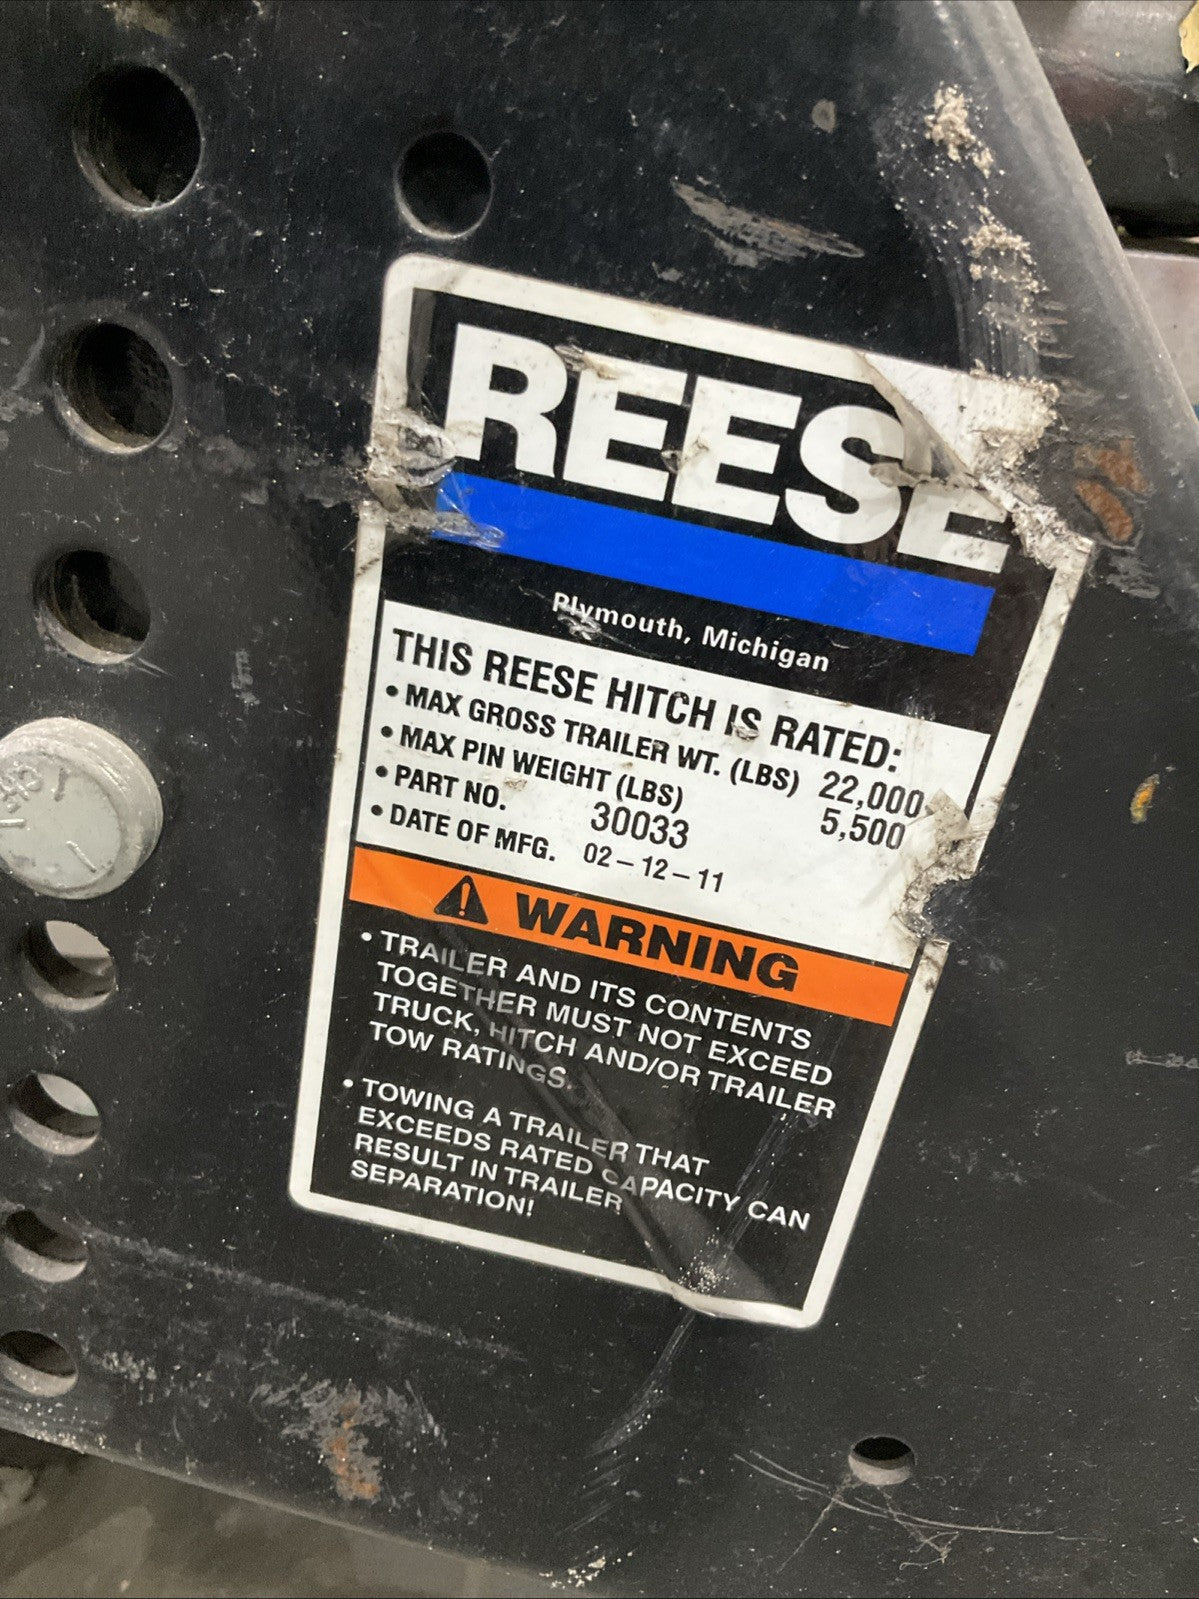 REESE
Plymouth, Michigan
THIS REESE HITCH IS RATED:
• MAX GROSS TRAILER WT. (LBS) 22,000
• MAX PIN WEIGHT (LBS) 5,500
• PART NO. 30033
• DATE OF MFG. 02-12-11
WARNING
• TRAILER AND ITS CONTENTS
TOGETHER MUST NOT EXCEED
TRUCK, HITCH AND/OR TRAILER
TOW RATINGS.
• TOWING A TRAILER THAT
EXCEEDS RATED CAPACITY CAN
RESULT IN TRAILER
SEPARATION!